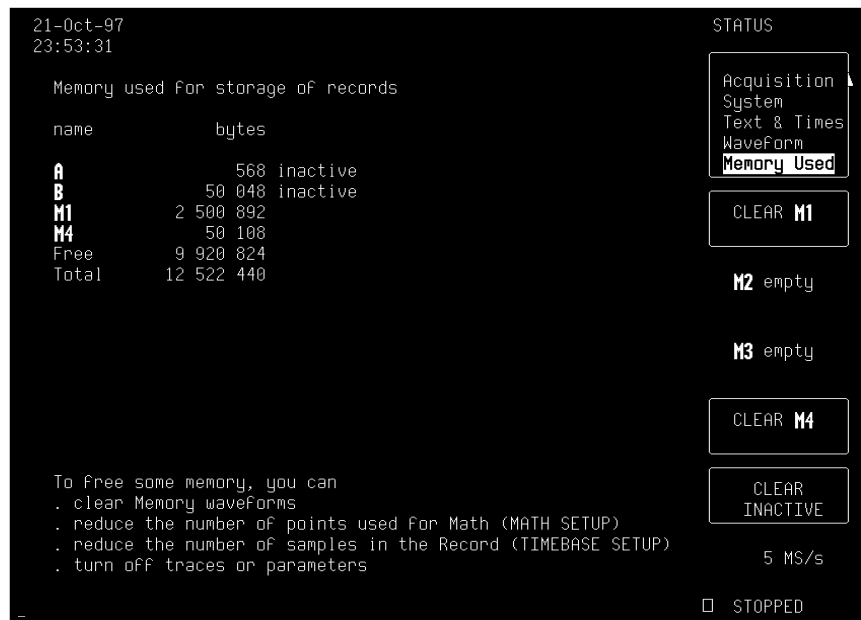 21-Oct-97
23:53:31
Memory used for storage of records
name bytes
A 568 inactive
B 50 048 inactive
M1 2 500 892
M4 50 108
Free 9 920 824
Total 12 522 440
To free some memory, you can
. clear Memory waveforms
. reduce the number of points used for Math (MATH SETUP)
. reduce the number of samples in the Record (TIMEBASE SETUP)
. turn off traces or parameters
STATUS
Acquisition
System
Text & Times
Waveform
Memory Used
CLEAR M1
M2 empty
M3 empty
CLEAR M4
CLEAR
INACTIVE
5 MS/s
STOPPED